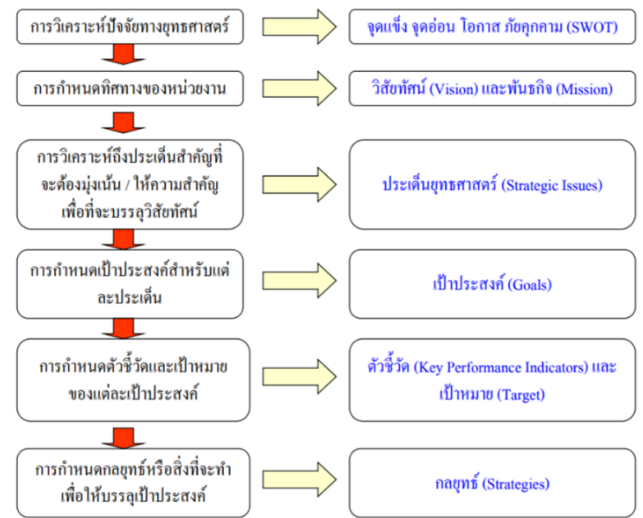 การวิเคราะห์ปัจจัยทางยุทธศาสตร์
จุดแข็ง จุดอ่อน โอกาส ภัยคุกคาม (SWOT)
การกำหนดทิศทางของหน่วยงาน
วิสัยทัศน์ (Vision) และพันธกิจ (Mission)
การวิเคราะห์ถึงประเด็นสำคัญที่
จะต้องมุ่งเน้น / ให้ความสำคัญ
เพื่อที่จะบรรลุวิสัยทัศน์
ประเด็นยุทธศาสตร์ (Strategic Issues)
การกำหนดเป้าประสงค์สำหรับแต่
ละประเด็น
เป้าประสงค์ (Goals)
การกำหนดตัวชี้วัดและเป้าหมาย
ของแต่ละเป้าประสงค์
ตัวชี้วัด (Key Performance Indicators) และ
เป้าหมาย (Target)
การกำหนดกลยุทธ์หรือสิ่งที่จะทำ
เพื่อให้บรรลุเป้าประสงค์
กลยุทธ์ (Strategies)